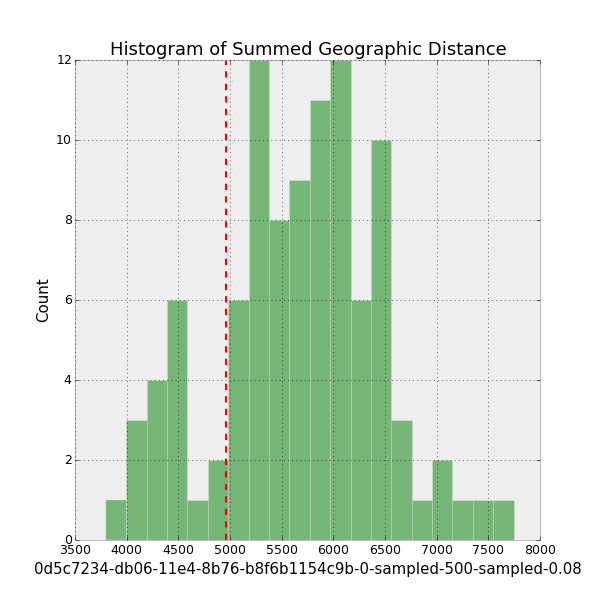 Histogram of Summed Geographic Distance
12
10
8
6
4
2
0
Count
3500 4000 4500 5000 5500 6000 6500 7000 7500 8000
0d5c7234-db06-11e4-8b76-b8f6b1154c9b-0-sampled-500-sampled-0.08